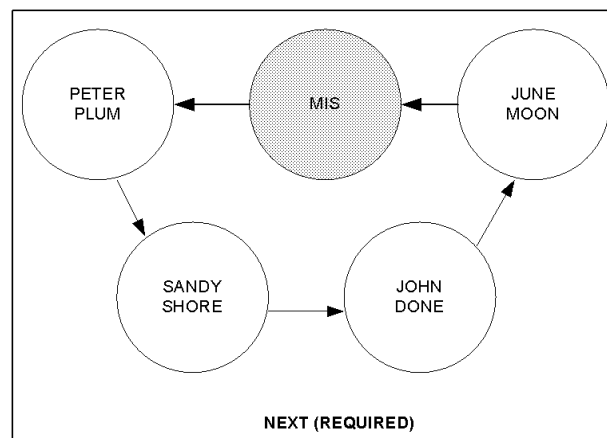 PETER
PLUM
MIS
JUNE
MOON
SANDY
SHORE
JOHN
DONE
NEXT (REQUIRED)